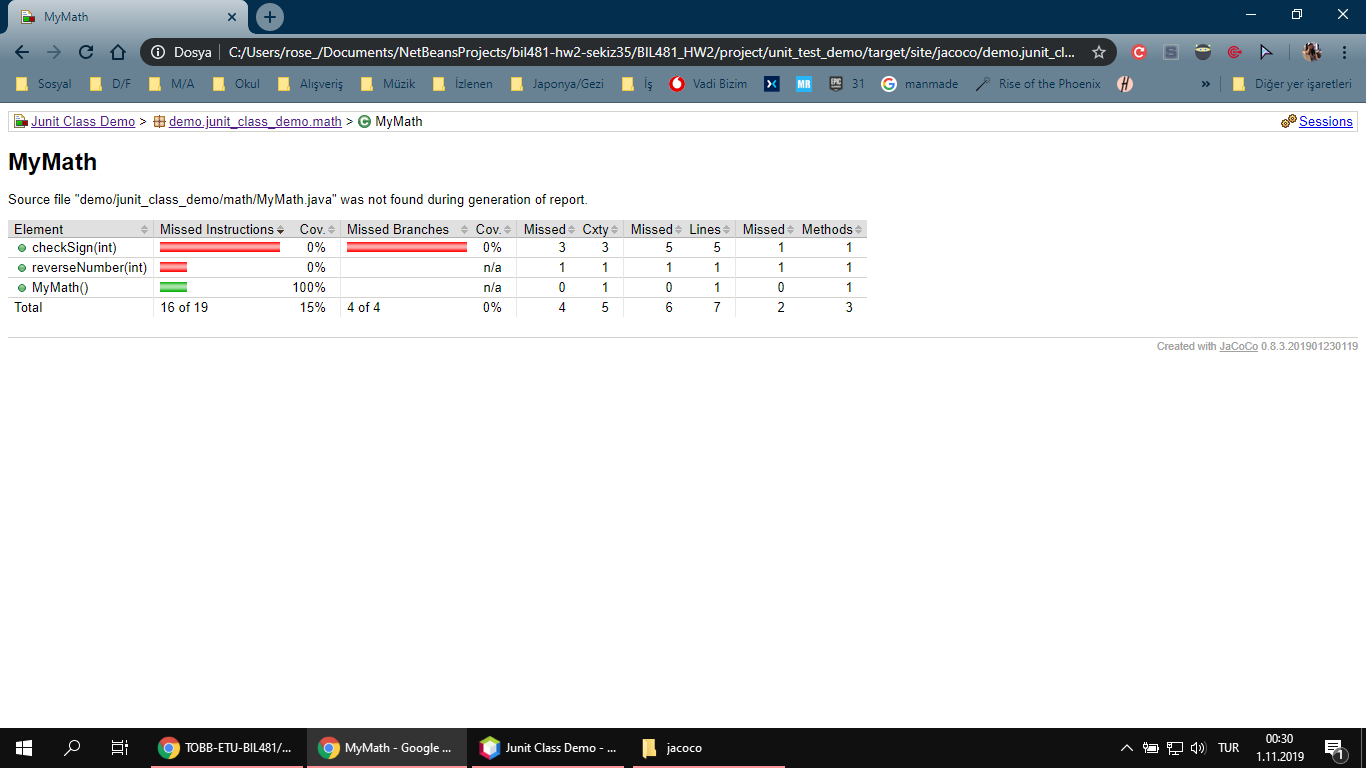 MyMath
Dosya C:/Users/rose_/Documents/NetBeansProjects/bil481-hw2-sekiz35/BIL481_HW2/project/unit_test_demo/target/site/jacoco/demo.junit_cl...
Sosyal D/F M/A Okul Alışveriş Müzik İzlenen Japonya/Gezi İş Vadi Bizim MR EPIC 31 manmade Rise of the Phoenix H » Diğer yer işaretleri
Junit Class Demo > demo.junit_class_demo.math > MyMath Sessions
MyMath
Source file "demo/junit_class_demo/math/MyMath.java" was not found during generation of report.
Element Missed Instructions Cov. Missed Branches Cov. Missed Cxty Missed Lines Missed Methods
checkSign(int) 0% 0% 3 3 5 5 1 1
reverseNumber(int) 0% n/a 1 1 1 1 1 1
MyMath() 100% n/a 0 1 0 1 0 1
Total 16 of 19 15% 4 of 4 0% 4 5 6 7 2 3
Created with JaCoCo 0.8.3.201901230119
TOBB-ETU-BIL481/... MyMath - Google ... Junit Class Demo - ... jacoco TUR 00:30
1.11.2019 1